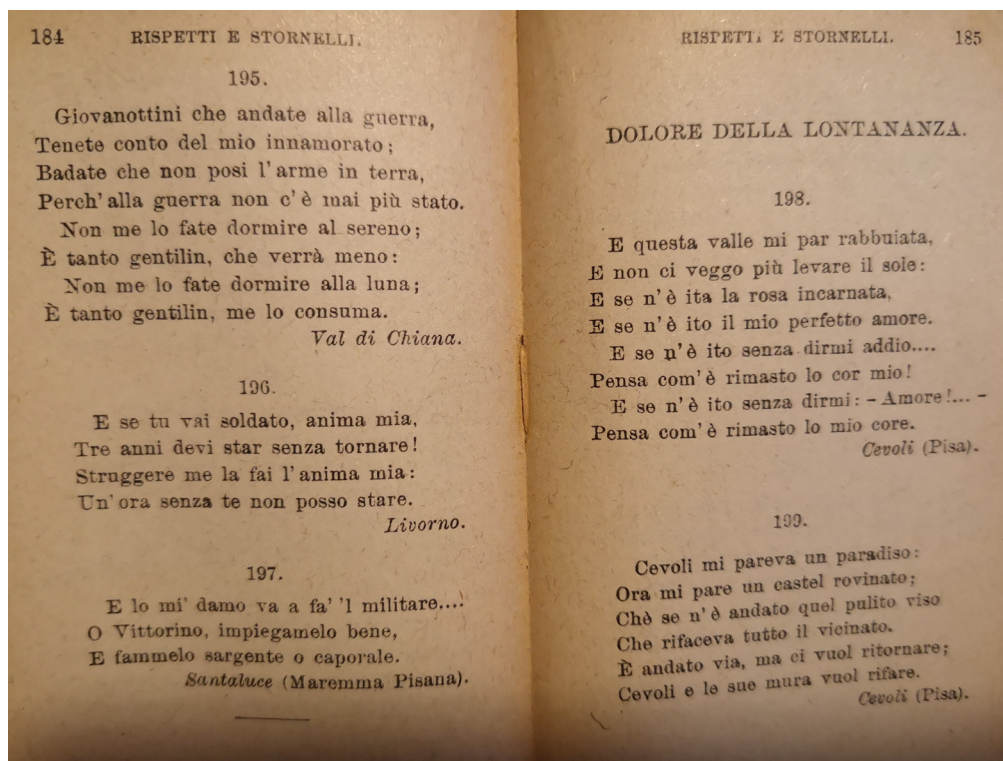 184 RISPETTI E STORNELLI.
195.
Giovanottini che andate alla guerra,
Tenete conto del mio innamorato;
Badate che non posi l'arme in terra,
Perch'alla guerra non c'è mai più stato.
Non me lo fate dormire al sereno;
È tanto gentilin, che verrà meno:
Non me lo fate dormire alla luna;
È tanto gentilin, me lo consuma.
Val di Chiana.
196.
E se tu vai soldato, anima mia,
Tre anni devi star senza tornare!
Struggere me la fai l'anima mia:
Un'ora senza te non posso stare.
Livorno.
197.
E lo mi' damo va a fa' 'l militare...:
O Vittorino, impiegamelo bene,
E fammelo sargente o caporale.
Santaluce (Maremma Pisana).
RISPETTI E STORNELLI. 185
DOLORE DELLA LONTANANZA.
198.
E questa valle mi par rabbuiata,
E non ci veggo più levare il sole:
E se n'è ita la rosa incarnata,
E se n'è ito il mio perfetto amore.
E se n'è ito senza dirmi addio....
Pensa com'è rimasto lo cor mio!
E se n'è ito senza dirmi: – Amore!... –
Pensa com'è rimasto lo mio core.
Cevoli (Pisa).
199.
Cevoli mi pareva un paradiso:
Ora mi pare un castel rovinato;
Chè se n'è andato quel pulito viso
Che rifaceva tutto il vicinato.
È andato via, ma ci vuol ritornare;
Cevoli e le sue mura vuol rifare.
Cevoli (Pisa).